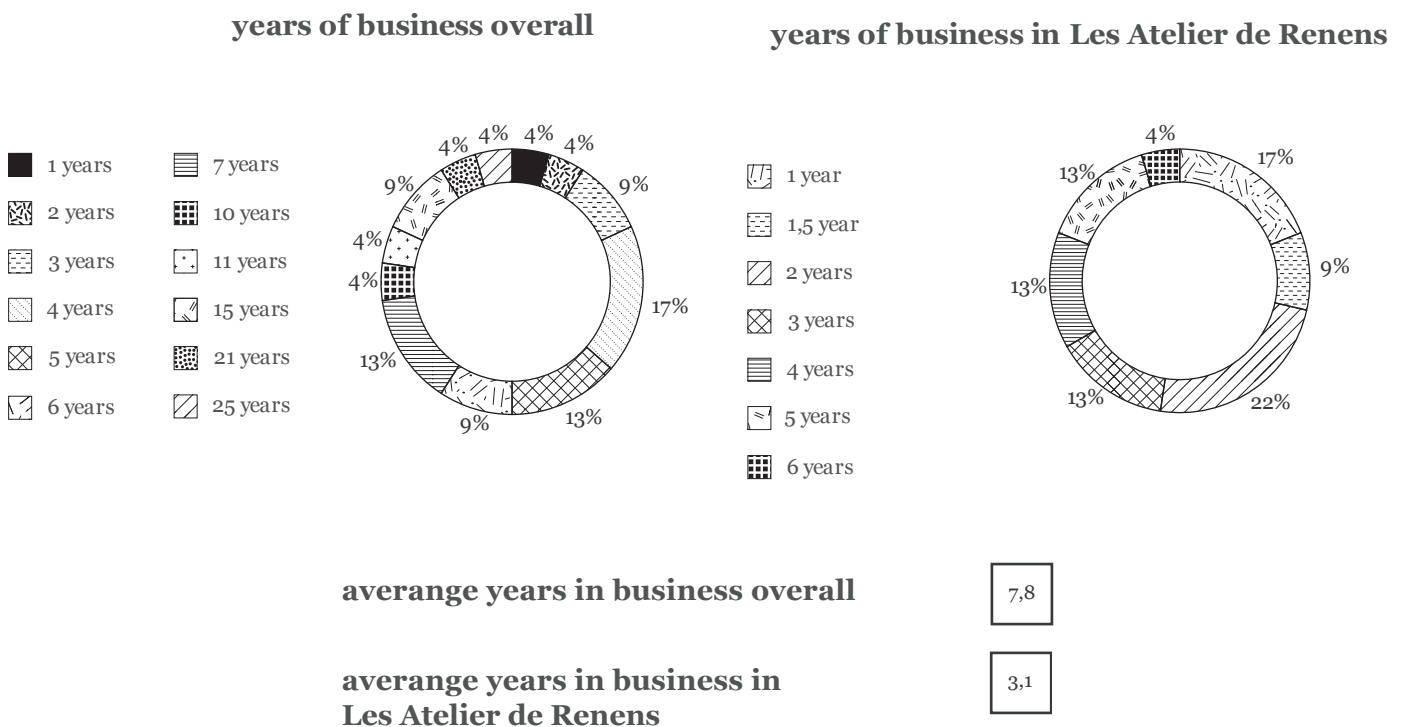 years of business overall
years of business in Les Atelier de Renens
1 years
2 years
3 years
4 years
5 years
6 years
7 years
10 years
11 years
15 years
21 years
25 years
4%
4%
9%
17%
13%
9%
13%
4%
4%
9%
4%
4%
1 year
1,5 year
2 years
3 years
4 years
5 years
6 years
17%
9%
22%
13%
13%
13%
4%
averange years in business overall
7,8
averange years in business in
Les Atelier de Renens
3,1